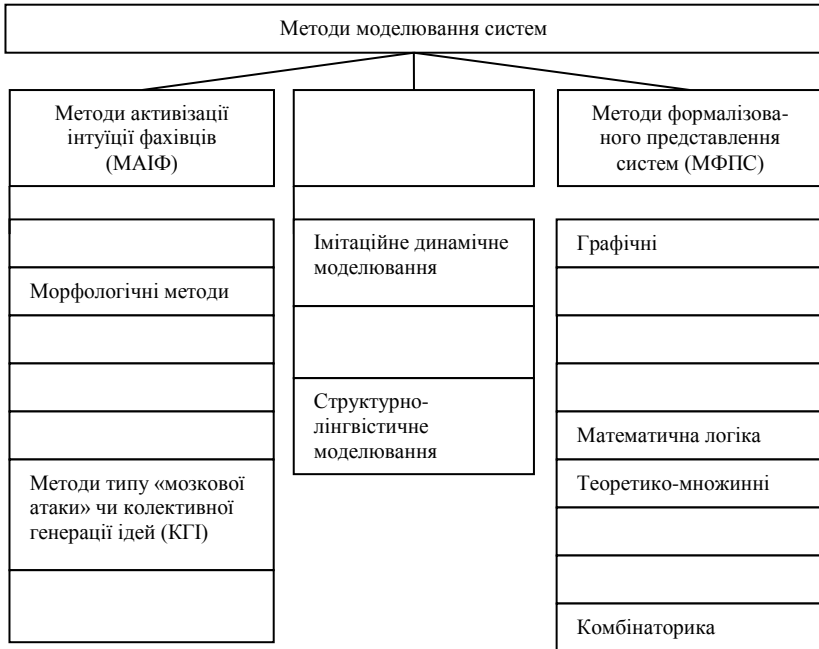 Методи моделювання систем
Методи активізації
інтуїції фахівців
(МАІФ)
Методи формалізова-
ного представлення
систем (МФПС)
Імітаційне динамічне
моделювання
Графічні
Морфологічні методи
Структурно-
лінгвістичне
моделювання
Математична логіка
Методи типу «мозкової
атаки» чи колективної
генерації ідей (КГІ)
Теоретико-множинні
Комбінаторика